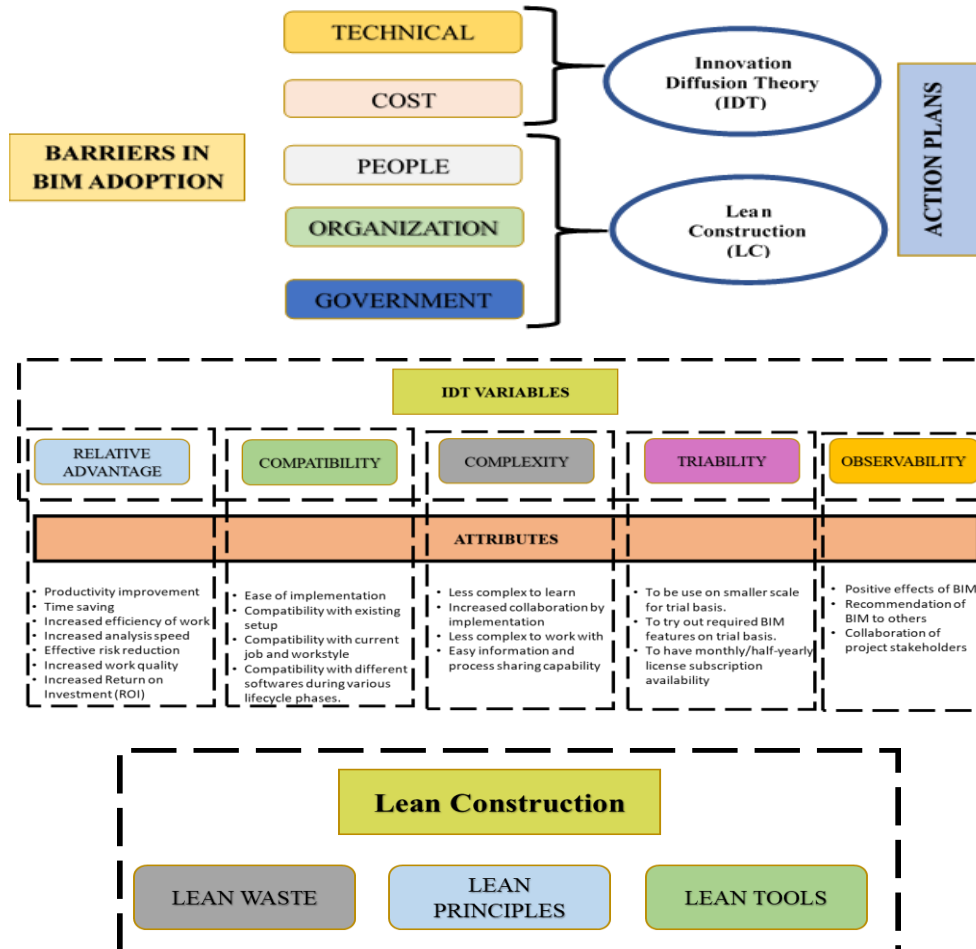 TECHNICAL
COST
BARRIERS IN
BIM ADOPTION
PEOPLE
ORGANIZATION
GOVERNMENT
Innovation
Diffusion Theory
(IDT)
Lean
Construction
(LC)
ACTION PLANS
IDT VARIABLES
RELATIVE
ADVANTAGE
COMPATIBILITY
COMPLEXITY
TRIABILITY
OBSERVABILITY
ATTRIBUTES
• Productivity improvement
• Time saving
• Increased efficiency of work
• Increased analysis speed
• Effective risk reduction
• Increased work quality
• Increased Return on
Investment (ROI)
• Ease of implementation
• Compatibility with existing
setup
• Compatibility with current
job and workstyle
• Compatibility with different
softwares during various
lifecycle phases.
• Less complex to learn
• Increased collaboration by
implementation
• Less complex to work with
• Easy information and
process sharing capability
• To be use on smaller scale
for trial basis.
• To try out required BIM
features on trial basis.
• To have monthly/half-yearly
license subscription
availability
• Positive effects of BIM
• Recommendation of
BIM to others
• Collaboration of
project stakeholders
Lean Construction
LEAN WASTE
LEAN
PRINCIPLES
LEAN TOOLS